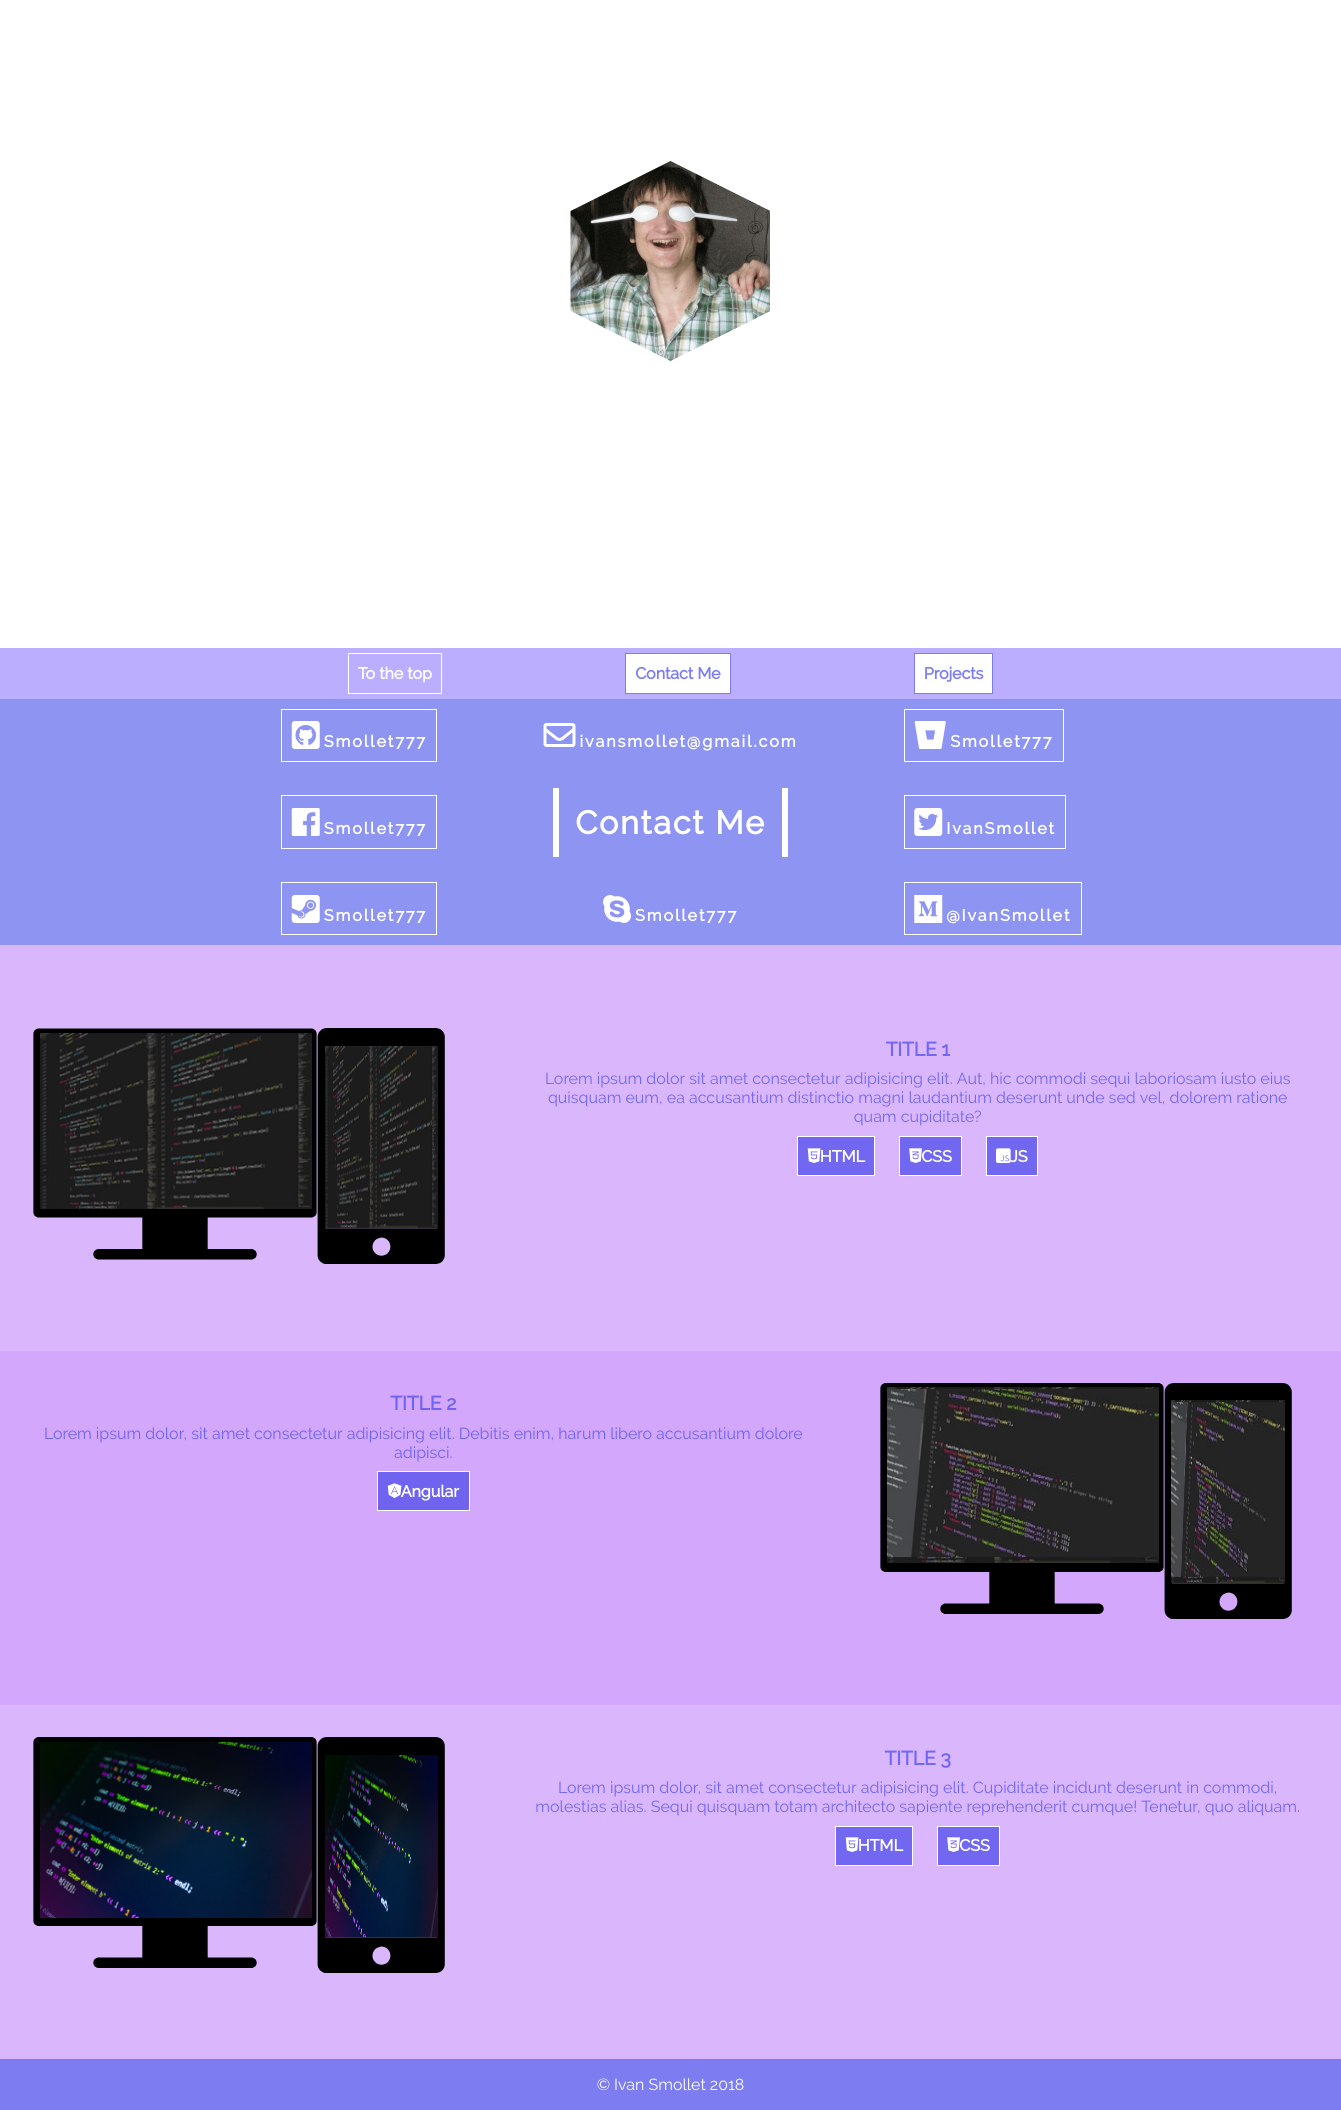 To the top Contact Me Projects
Smollet777 ivansmollet@gmail.com Smollet777
Smollet777 Contact Me IvanSmollet
Smollet777 Smollet777 @IvanSmollet
TITLE 1
Lorem ipsum dolor sit amet consectetur adipisicing elit. Aut, hic commodi sequi laboriosam iusto eius
quisquam eum, ea accusantium distinctio magni laudantium deserunt unde sed vel, dolorem ratione
quam cupiditate?
HTML CSS JS
TITLE 2
Lorem ipsum dolor, sit amet consectetur adipisicing elit. Debitis enim, harum libero accusantium dolore
adipisci.
Angular
TITLE 3
Lorem ipsum dolor, sit amet consectetur adipisicing elit. Cupiditate incidunt deserunt in commodi,
molestias alias. Sequi quisquam totam architecto sapiente reprehenderit cumque! Tenetur, quo aliquam.
HTML CSS
© Ivan Smollet 2018